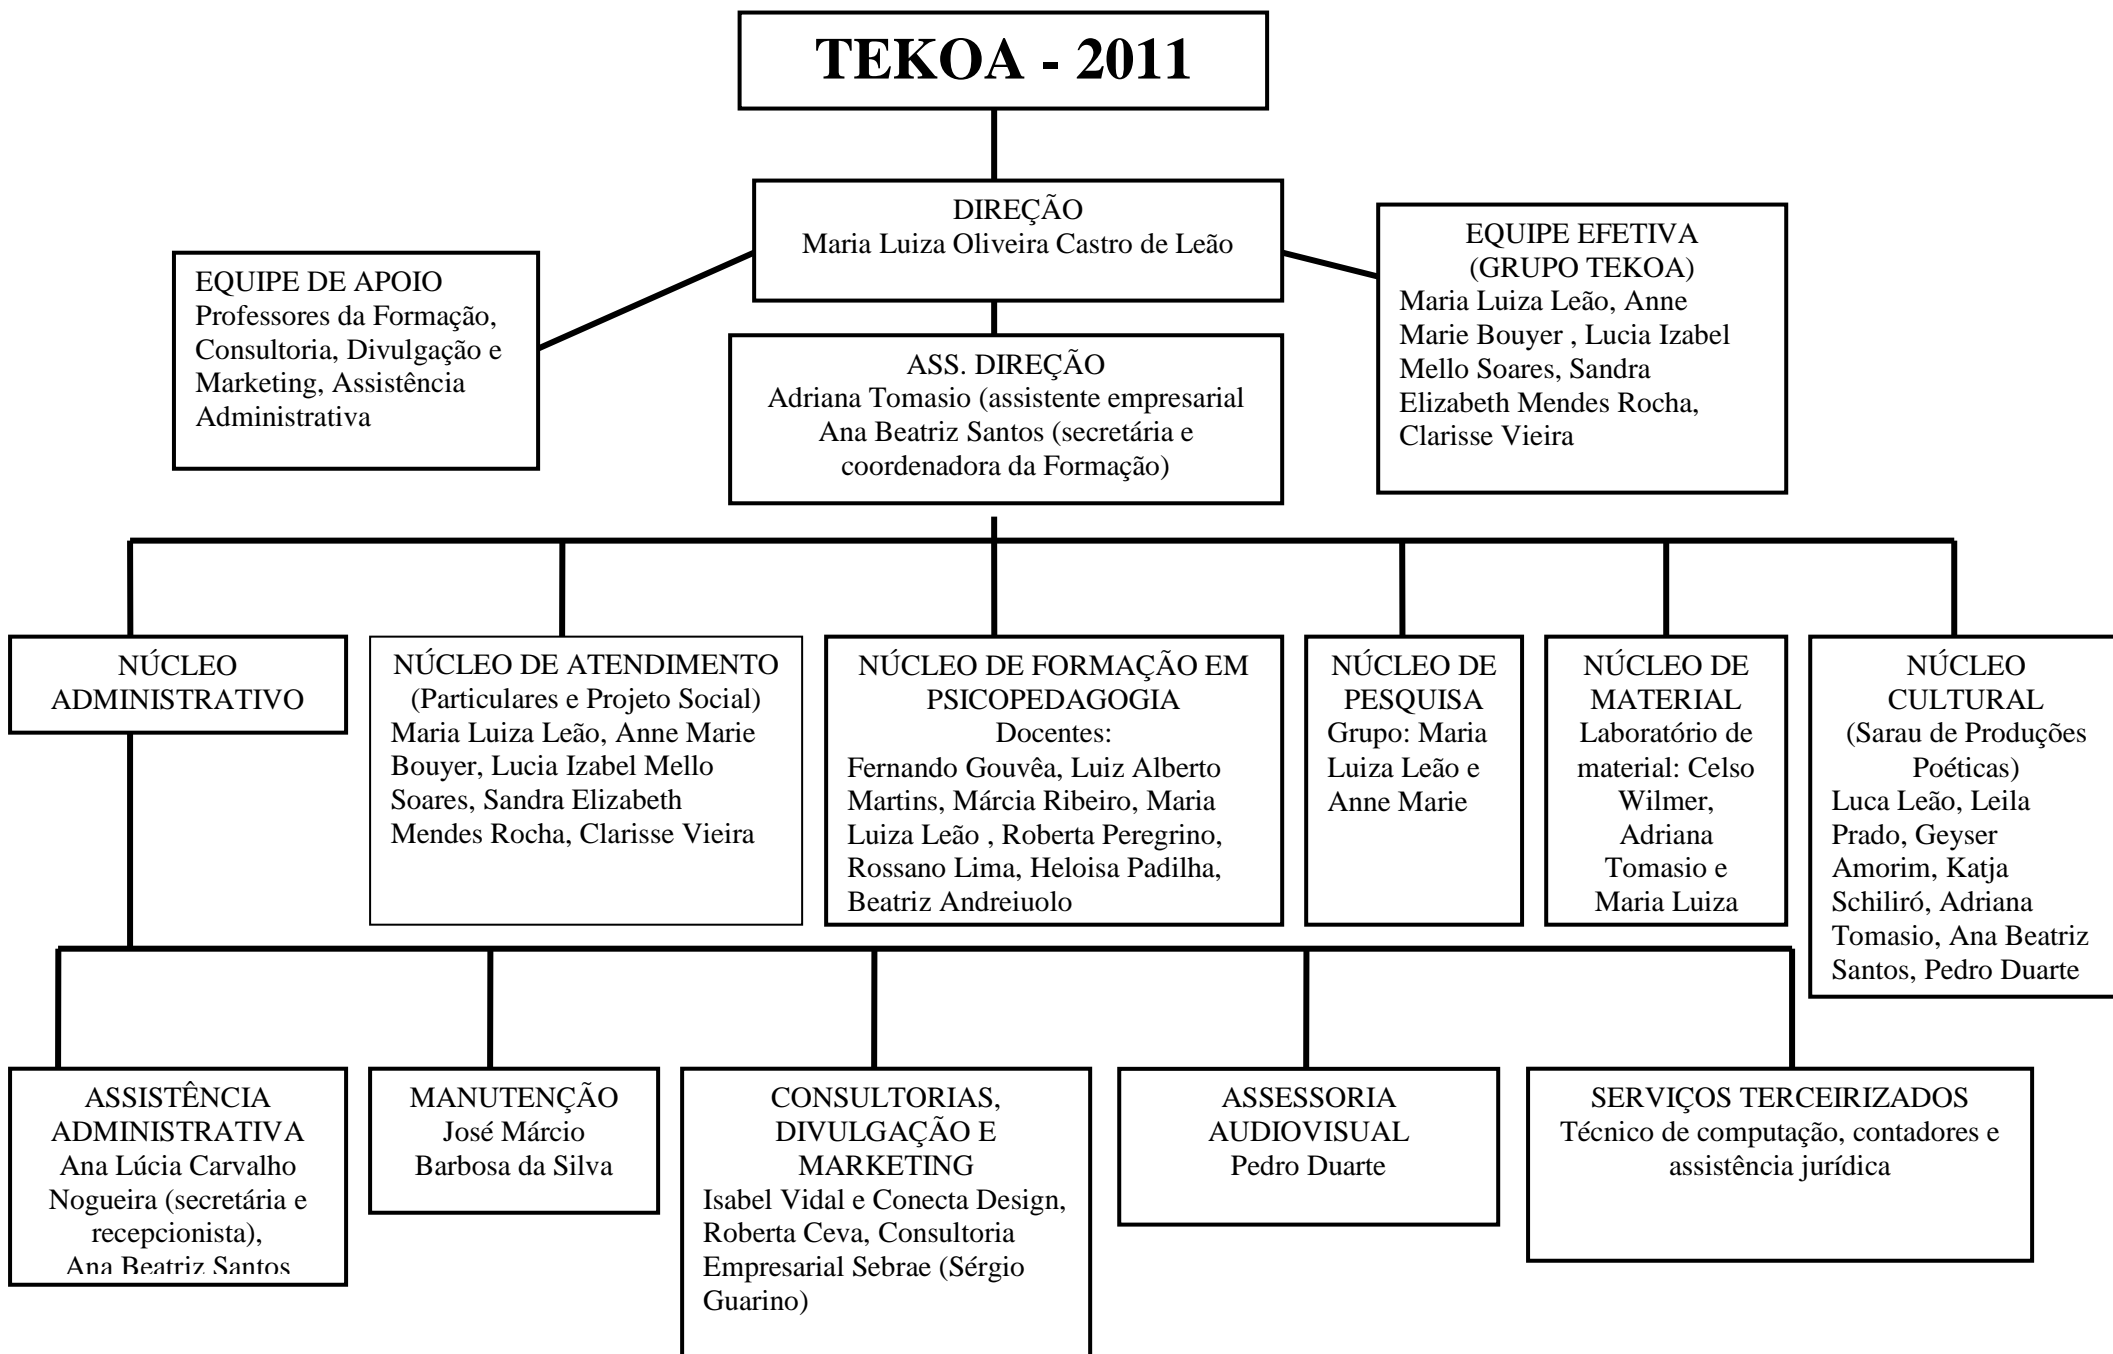 TEKOA - 2011
DIREÇÃO
Maria Luiza Oliveira Castro de Leão
EQUIPE DE APOIO
Professores da Formação,
Consultoria, Divulgação e
Marketing, Assistência
Administrativa
EQUIPE EFETIVA
(GRUPO TEKOA)
Maria Luiza Leão, Anne
Marie Bouyer , Lucia Izabel
Mello Soares, Sandra
Elizabeth Mendes Rocha,
Clarisse Vieira
ASS. DIREÇÃO
Adriana Tomasio (assistente empresarial
Ana Beatriz Santos (secretária e
coordenadora da Formação)
NÚCLEO
ADMINISTRATIVO
NÚCLEO DE ATENDIMENTO
(Particulares e Projeto Social)
Maria Luiza Leão, Anne Marie
Bouyer, Lucia Izabel Mello
Soares, Sandra Elizabeth
Mendes Rocha, Clarisse Vieira
NÚCLEO DE FORMAÇÃO EM
PSICOPEDAGOGIA
Docentes:
Fernando Gouvêa, Luiz Alberto
Martins, Márcia Ribeiro, Maria
Luiza Leão , Roberta Peregrino,
Rossano Lima, Heloisa Padilha,
Beatriz Andreiuolo
NÚCLEO DE
PESQUISA
Grupo: Maria
Luiza Leão e
Anne Marie
NÚCLEO DE
MATERIAL
Laboratório de
material: Celso
Wilmer,
Adriana
Tomasio e
Maria Luiza
NÚCLEO
CULTURAL
(Sarau de Produções
Poéticas)
Luca Leão, Leila
Prado, Geyser
Amorim, Katja
Schiliró, Adriana
Tomasio, Ana Beatriz
Santos, Pedro Duarte
ASSISTÊNCIA
ADMINISTRATIVA
Ana Lúcia Carvalho
Nogueira (secretária e
recepcionista),
Ana Beatriz Santos
MANUTENÇÃO
José Márcio
Barbosa da Silva
CONSULTORIAS,
DIVULGAÇÃO E
MARKETING
Isabel Vidal e Conecta Design,
Roberta Ceva, Consultoria
Empresarial Sebrae (Sérgio
Guarino)
ASSESSORIA
AUDIOVISUAL
Pedro Duarte
SERVIÇOS TERCEIRIZADOS
Técnico de computação, contadores e
assistência jurídica